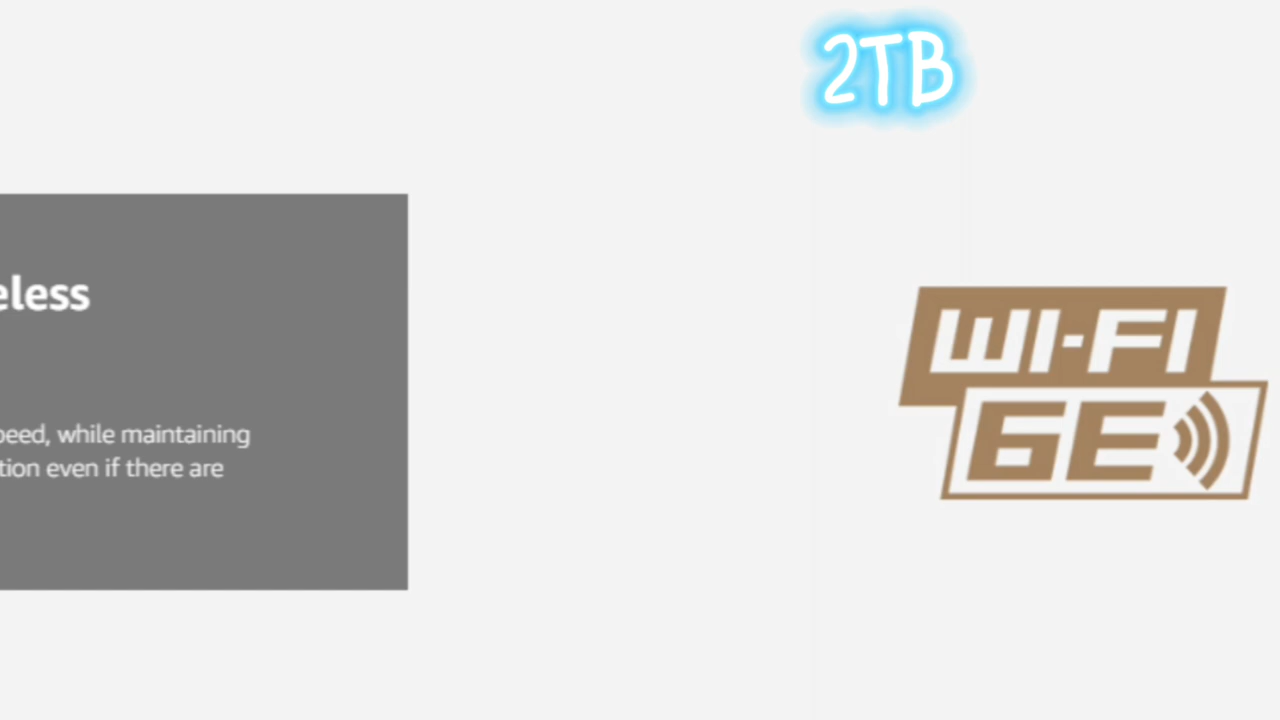 2TB
eless
peed, while maintaining
tion even if there are
WI-FI
6E